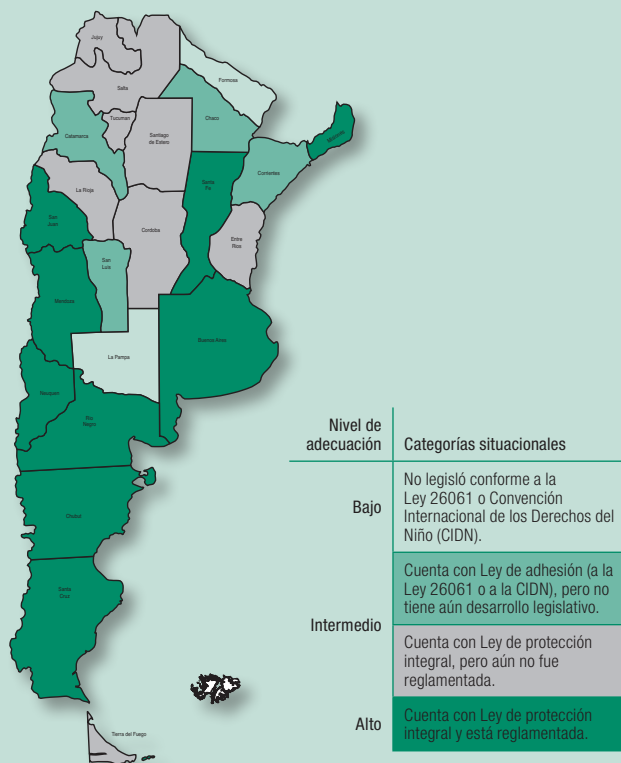 Jujuy
Salta
Formosa
Tucuman
Chaco
Catamarca
Santiago
de Estero
Misiones
Santa
Fe
Corrientes
La Rioja
San
Juan
Cordoba
Entre
Rios
San
Luis
Mendoza
Buenos Aires
La Pampa
Neuquen
Rio
Negro
Chubut
Santa
Cruz
Tierra del Fuego
Nivel de
adecuación
Categorías situacionales
Bajo
No legisló conforme a la
Ley 26061 o Convención
Internacional de los Derechos del
Niño (CIDN).
Intermedio
Cuenta con Ley de adhesión (a la
Ley 26061 o a la CIDN), pero no
tiene aún desarrollo legislativo.
Cuenta con Ley de protección
integral, pero aún no fue
reglamentada.
Alto
Cuenta con Ley de protección
integral y está reglamentada.